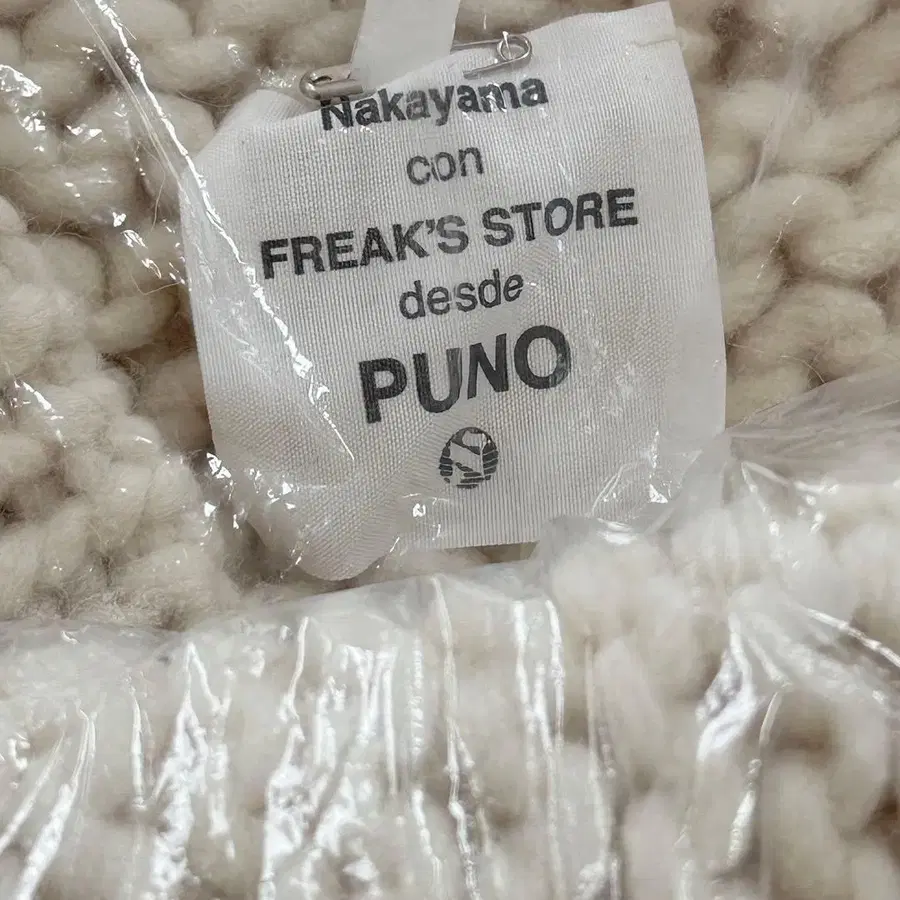 Nakayama
con
FREAK'S STORE
desde
PUNO